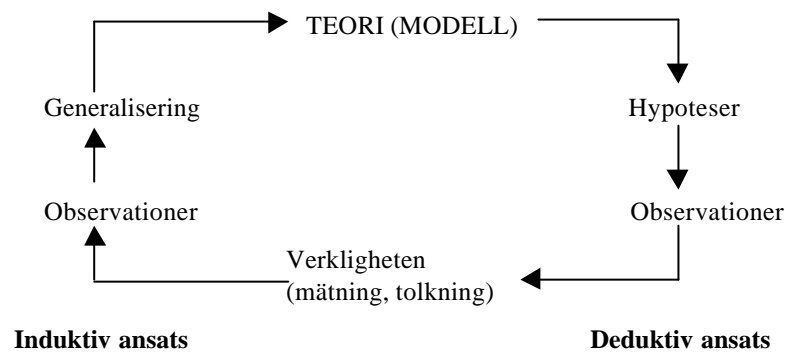 TEORI (MODELL)
Generalisering
Hypoteser
Observationer
Observationer
Verkligheten
(mätning, tolkning)
Induktiv ansats
Deduktiv ansats